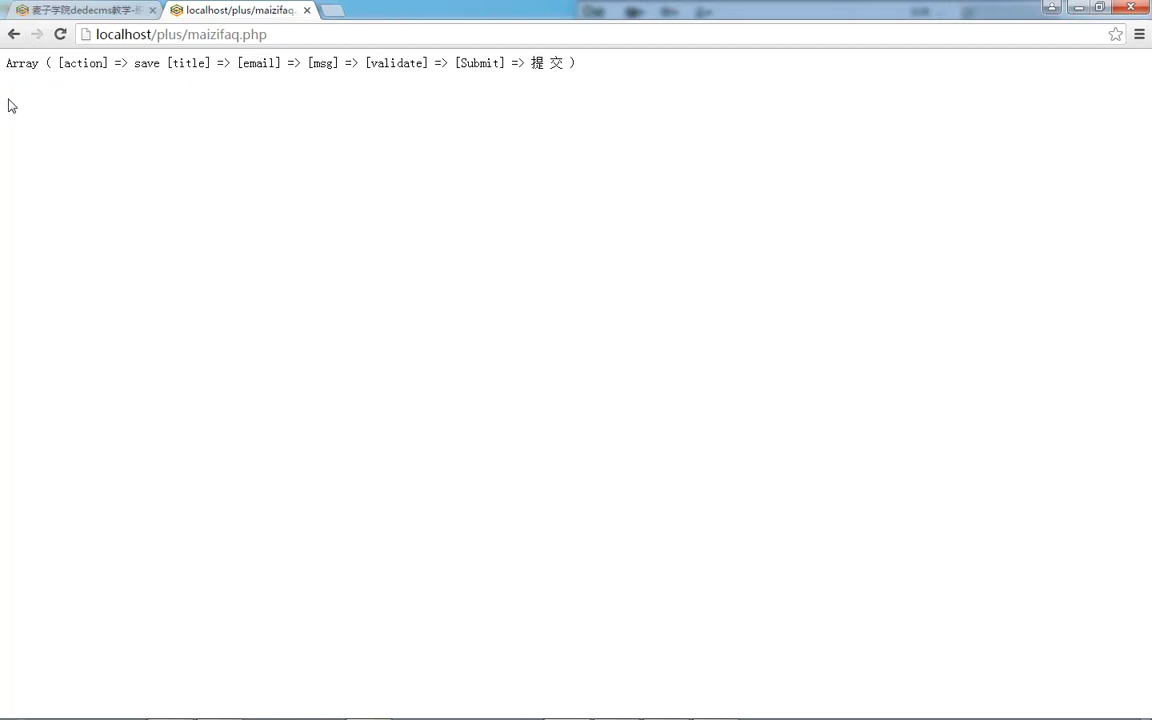 麦子学院dedecms教学-
localhost/plus/maizifaq.
localhost/plus/maizifaq.php
Array ( [action] => save [title] => [email] => [msg] => [validate] => [Submit] => 提 交 )